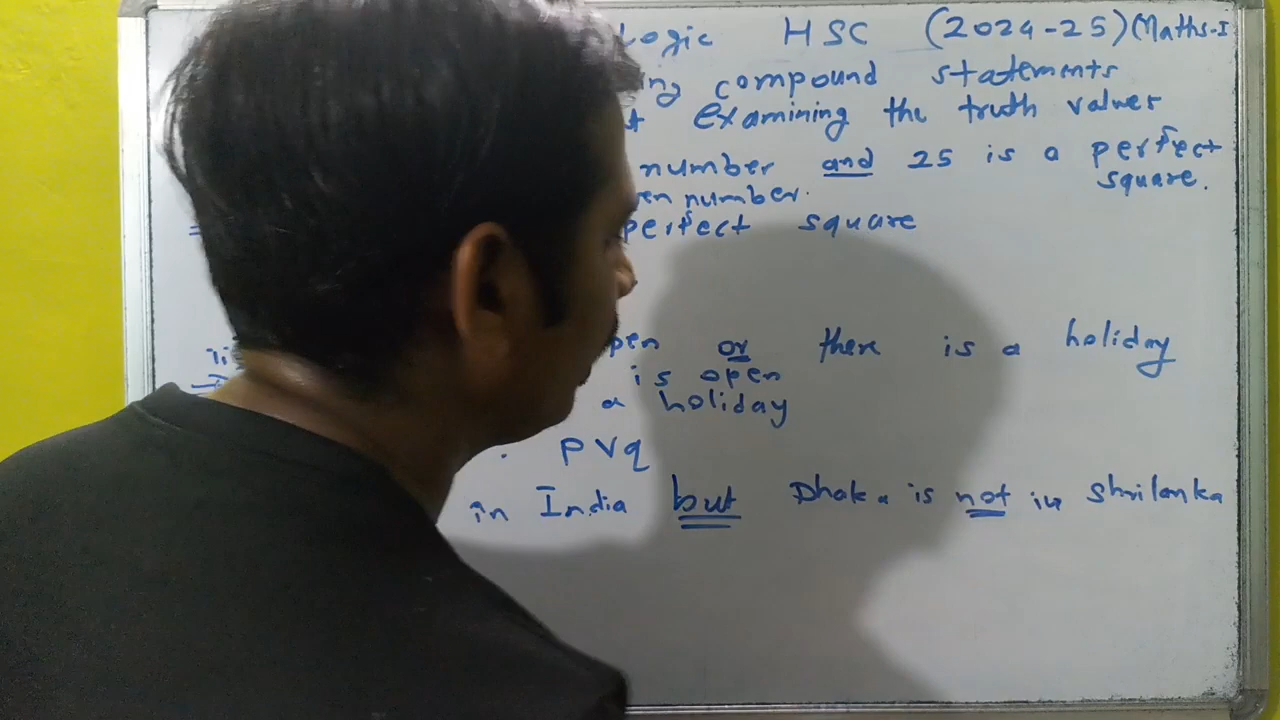 Logic HSC (2024-25)(Maths-I
ing compound statements
t examining the truth values
number and 25 is a perfect square.
en number.
perfect square
pen or there is a holiday
is open
a holiday
p ∨ q
in India but Dhaka is not in Shrilanka